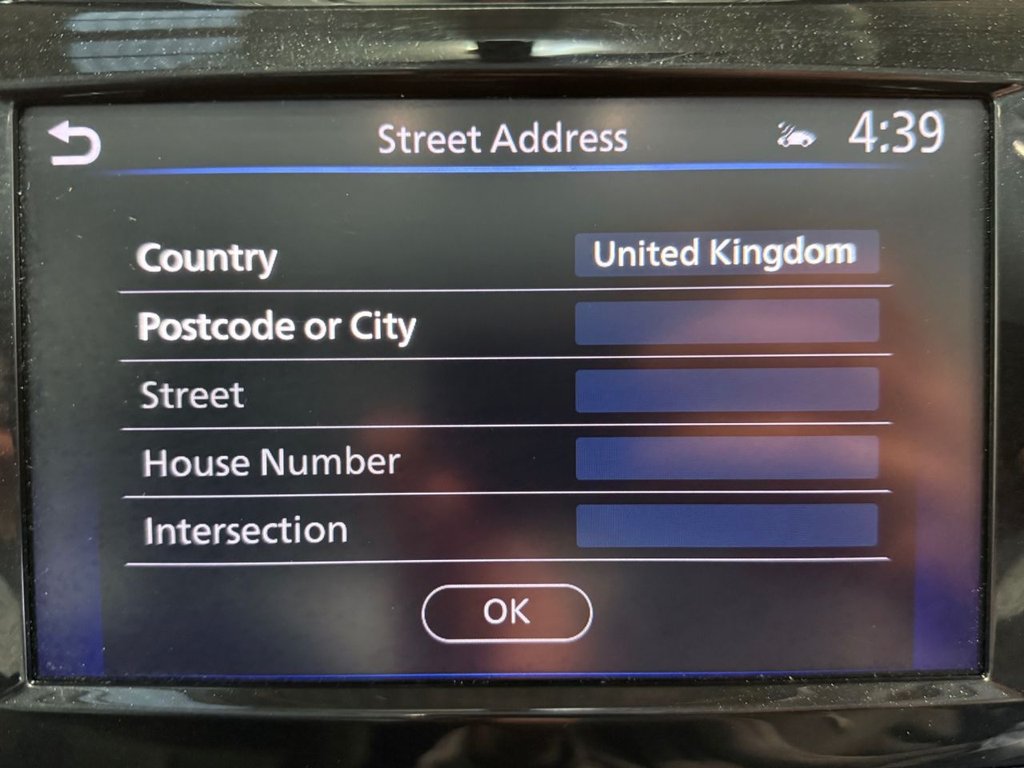 Street Address 4:39
Country United Kingdom
Postcode or City
Street
House Number
Intersection
OK